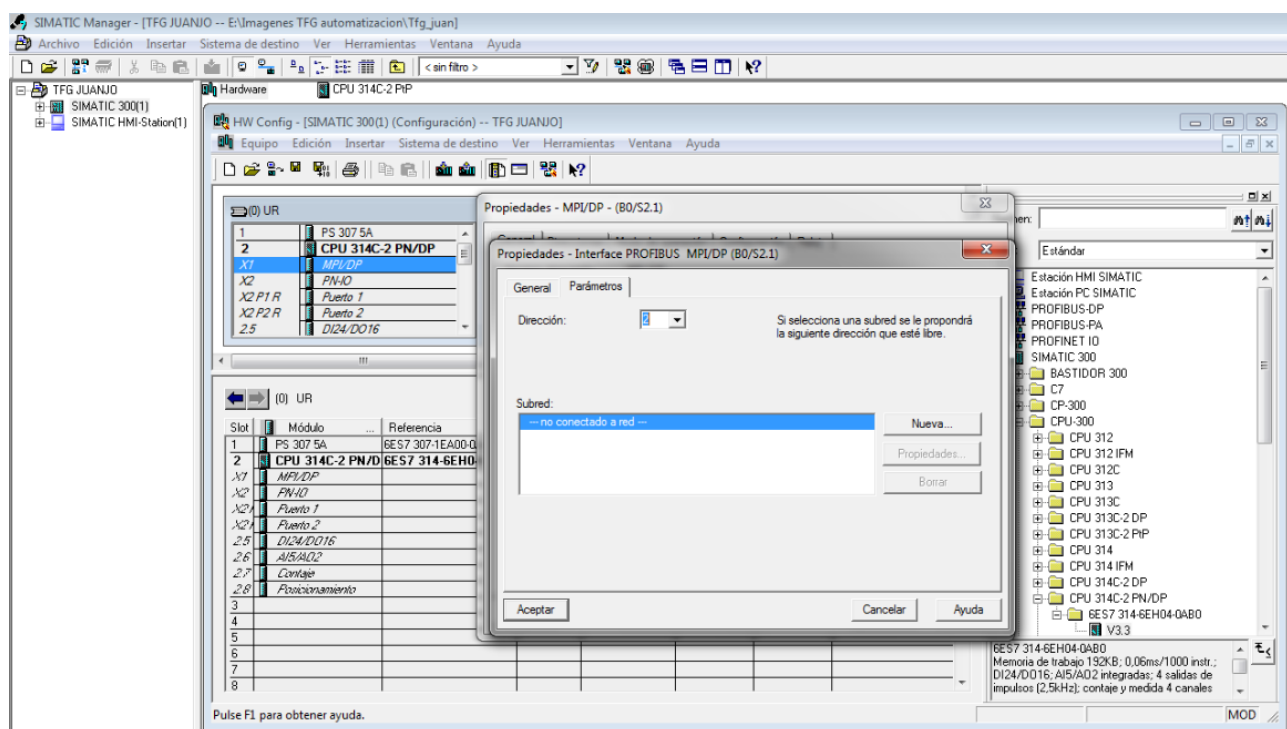 SIMATIC Manager - [TFG JUANJO -- E:\Imagenes TFG automatizacion\Tfg_juan]
Archivo Edición Insertar Sistema de destino Ver Herramientas Ventana Ayuda
< sin filtro >
TFG JUANJO
SIMATIC 300(1)
SIMATIC HMI-Station(1)
Hardware
CPU 314C-2 PtP
HW Config - [SIMATIC 300(1) (Configuración) -- TFG JUANJO]
Equipo Edición Insertar Sistema de destino Ver Herramientas Ventana Ayuda
(0) UR
1 PS 307 5A
2 CPU 314C-2 PN/DP
X1 MPI/DP
X2 PN-IO
X2 P1 R Puerto 1
X2 P2 R Puerto 2
2.5 DI24/DO16
(0) UR
Slot Módulo ... Referencia
1 PS 307 5A 6ES7 307-1EA00-0
2 CPU 314C-2 PN/D 6ES7 314-6EH0
X1 MPI/DP
X2 PN-IO
X2 Puerto 1
X2 Puerto 2
2.5 DI24/DO16
2.6 AI5/AO2
2.7 Contaje
2.8 Posicionamiento
3
4
5
6
7
8
Propiedades - MPI/DP - (B0/S2.1)
Propiedades - Interface PROFIBUS MPI/DP (B0/S2.1)
General Parámetros
Dirección: 2
Si selecciona una subred se le propondrá
la siguiente dirección que esté libre.
Subred:
--- no conectado a red ---
Nueva...
Propiedades...
Borrar
Aceptar Cancelar Ayuda
Estándar
Estación HMI SIMATIC
Estación PC SIMATIC
PROFIBUS-DP
PROFIBUS-PA
PROFINET IO
SIMATIC 300
BASTIDOR 300
C7
CP-300
CPU-300
CPU 312
CPU 312 IFM
CPU 312C
CPU 313
CPU 313C
CPU 313C-2 DP
CPU 313C-2 PtP
CPU 314
CPU 314 IFM
CPU 314C-2 DP
CPU 314C-2 PN/DP
6ES7 314-6EH04-0AB0
V3.3
6ES7 314-6EH04-0AB0
Memoria de trabajo 192KB; 0,06ms/1000 instr.;
DI24/DO16; AI5/AO2 integradas; 4 salidas de
impulsos (2,5kHz); contaje y medida 4 canales
Pulse F1 para obtener ayuda.
MOD